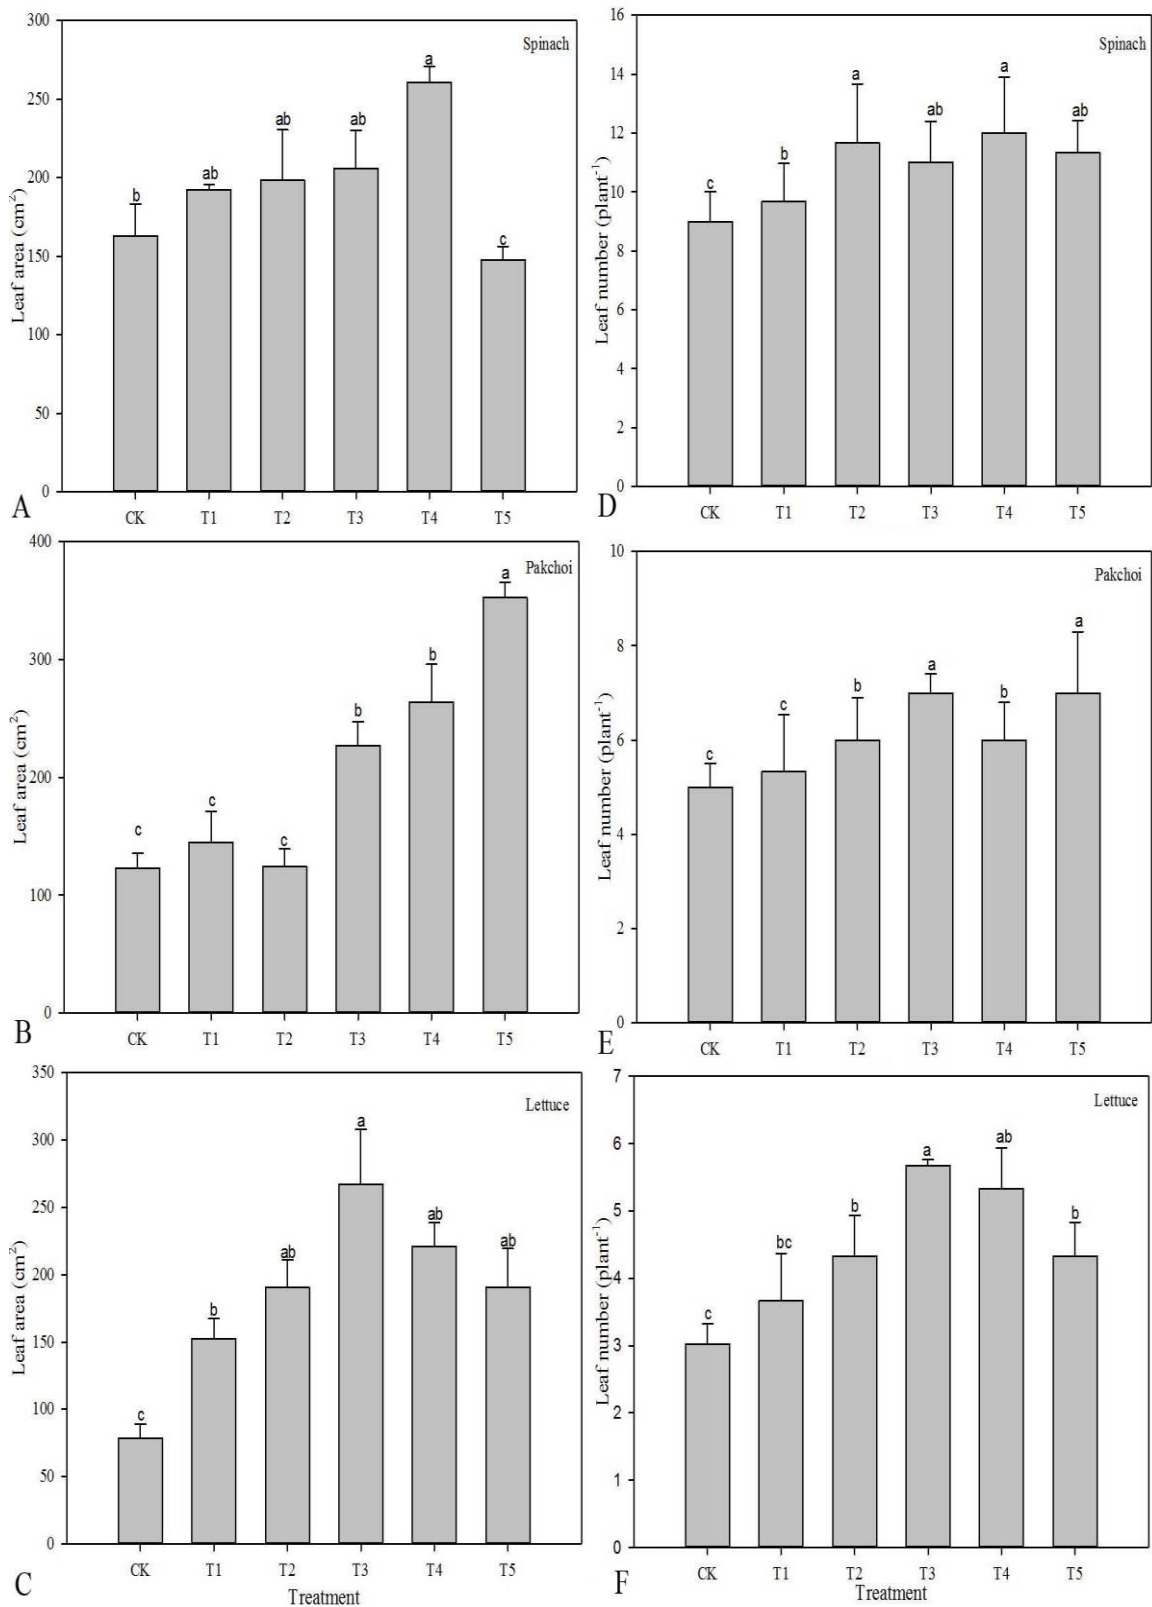 Spinach
Leaf area (cm²)
300
250
200
150
100
50
0
b
ab
ab
ab
a
c
CK T1 T2 T3 T4 T5
A
Spinach
Leaf number (plant⁻¹)
16
14
12
10
8
6
4
2
0
c
b
a
ab
a
ab
CK T1 T2 T3 T4 T5
D
Pakchoi
Leaf area (cm²)
400
300
200
100
0
c
c
c
b
b
a
CK T1 T2 T3 T4 T5
B
Pakchoi
Leaf number (plant⁻¹)
10
8
6
4
2
0
c
c
b
a
b
a
CK T1 T2 T3 T4 T5
E
Lettuce
Leaf area (cm²)
350
300
250
200
150
100
50
0
c
b
ab
a
ab
ab
CK T1 T2 T3 T4 T5
Treatment
C
Lettuce
Leaf number (plant⁻¹)
7
6
5
4
3
2
1
0
c
bc
b
a
ab
b
CK T1 T2 T3 T4 T5
Treatment
F